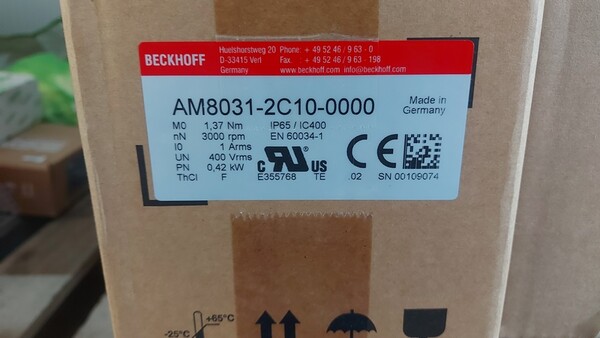 BECKHOFF
Huelshorstweg 20 Phone: + 49 52 46 / 9 63 - 0
D-33415 Verl Fax. + 49 52 46 / 9 63 - 198
Germany www.beckhoff.com info@beckhoff.com
AM8031-2C10-0000
Made in
Germany
M0 1,37 Nm IP65 / IC400
nN 3000 rpm EN 60034-1
I0 1 Arms
UN 400 Vrms
PN 0,42 kW
ThCl F
C RU US
E355768 TE
CE
.02 SN 00109074
+65°C
-25°C